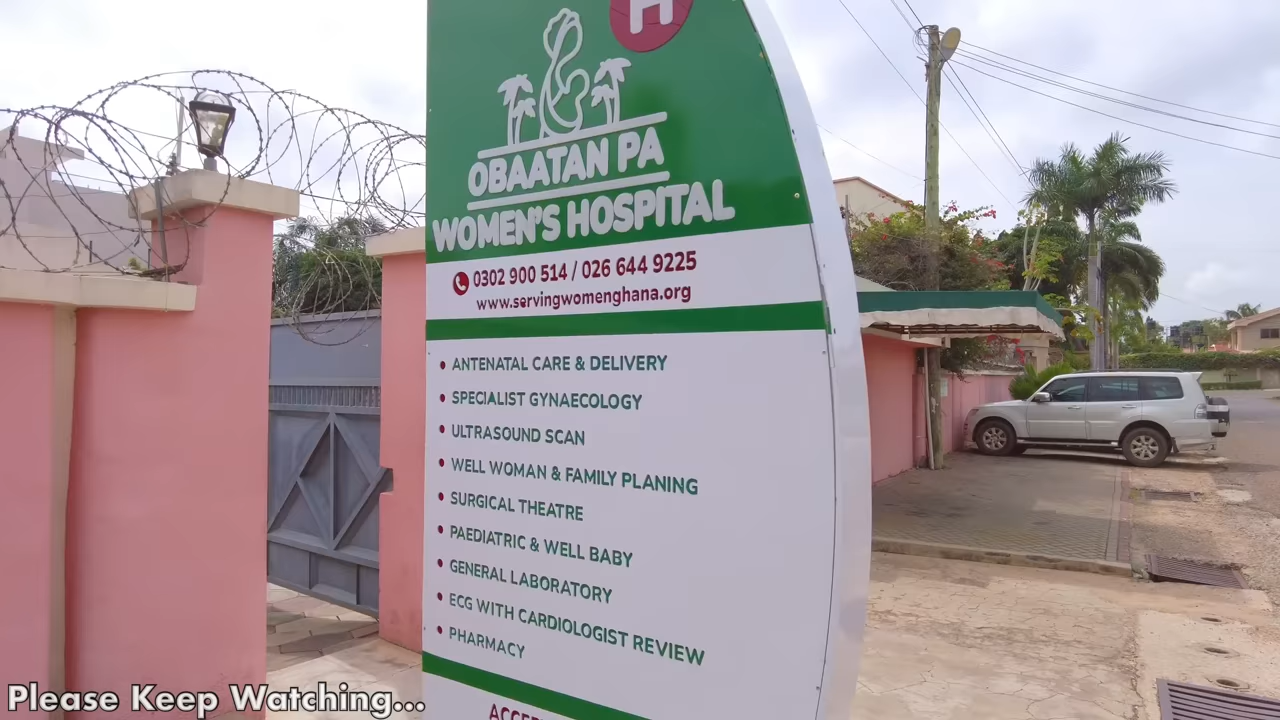 H
OBAATAN PA
WOMEN'S HOSPITAL
0302 900 514 / 026 644 9225
www.servingwomenghana.org
ANTENATAL CARE & DELIVERY
SPECIALIST GYNAECOLOGY
ULTRASOUND SCAN
WELL WOMAN & FAMILY PLANING
SURGICAL THEATRE
PAEDIATRIC & WELL BABY
GENERAL LABORATORY
ECG WITH CARDIOLOGIST REVIEW
PHARMACY
Please Keep Watching...